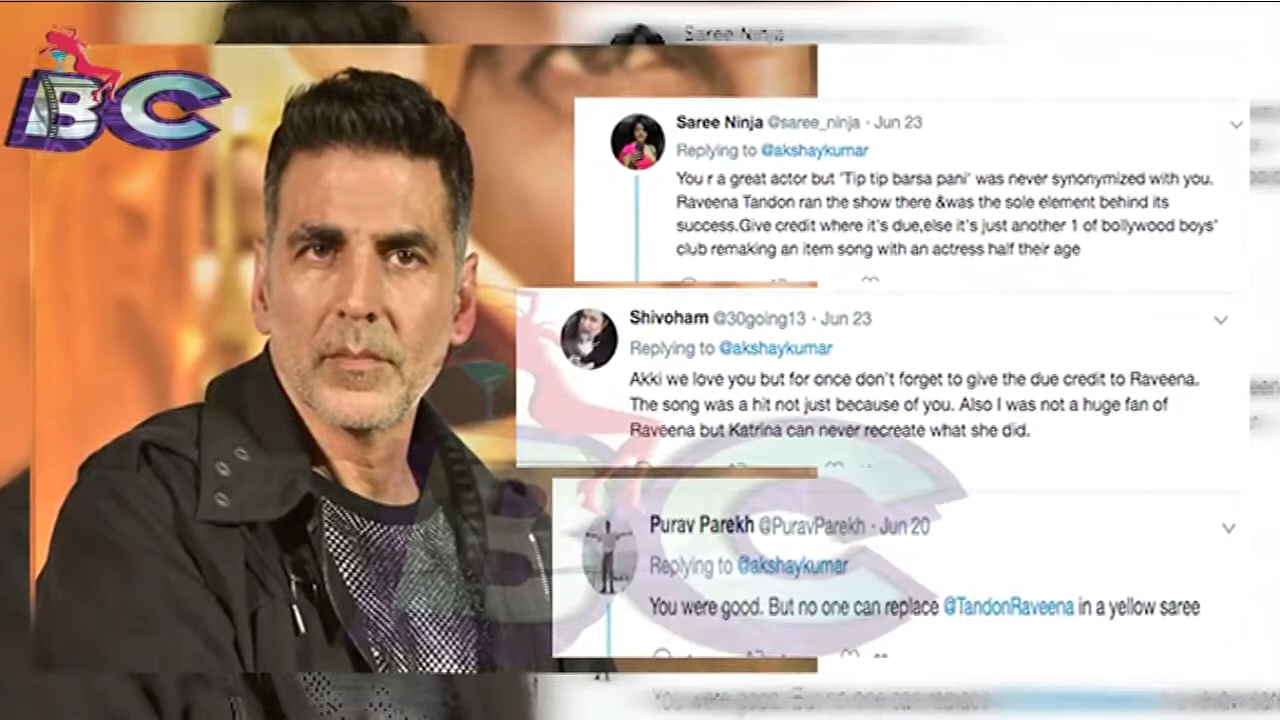 BC
Saree Ninja
Saree Ninja @saree_ninja · Jun 23
Replying to @akshaykumar
You r a great actor but 'Tip tip barsa pani' was never synonymized with you.
Raveena Tandon ran the show there &was the sole element behind its
success.Give credit where it's due,else it's just another 1 of bollywood boys'
club remaking an item song with an actress half their age
Shivoham @30going13 · Jun 23
Replying to @akshaykumar
Akki we love you but for once don't forget to give the due credit to Raveena.
The song was a hit not just because of you. Also I was not a huge fan of
Raveena but Katrina can never recreate what she did.
BC
Purav Parekh @PuravParekh · Jun 20
Replying to @akshaykumar
You were good. But no one can replace @TandonRaveena in a yellow saree